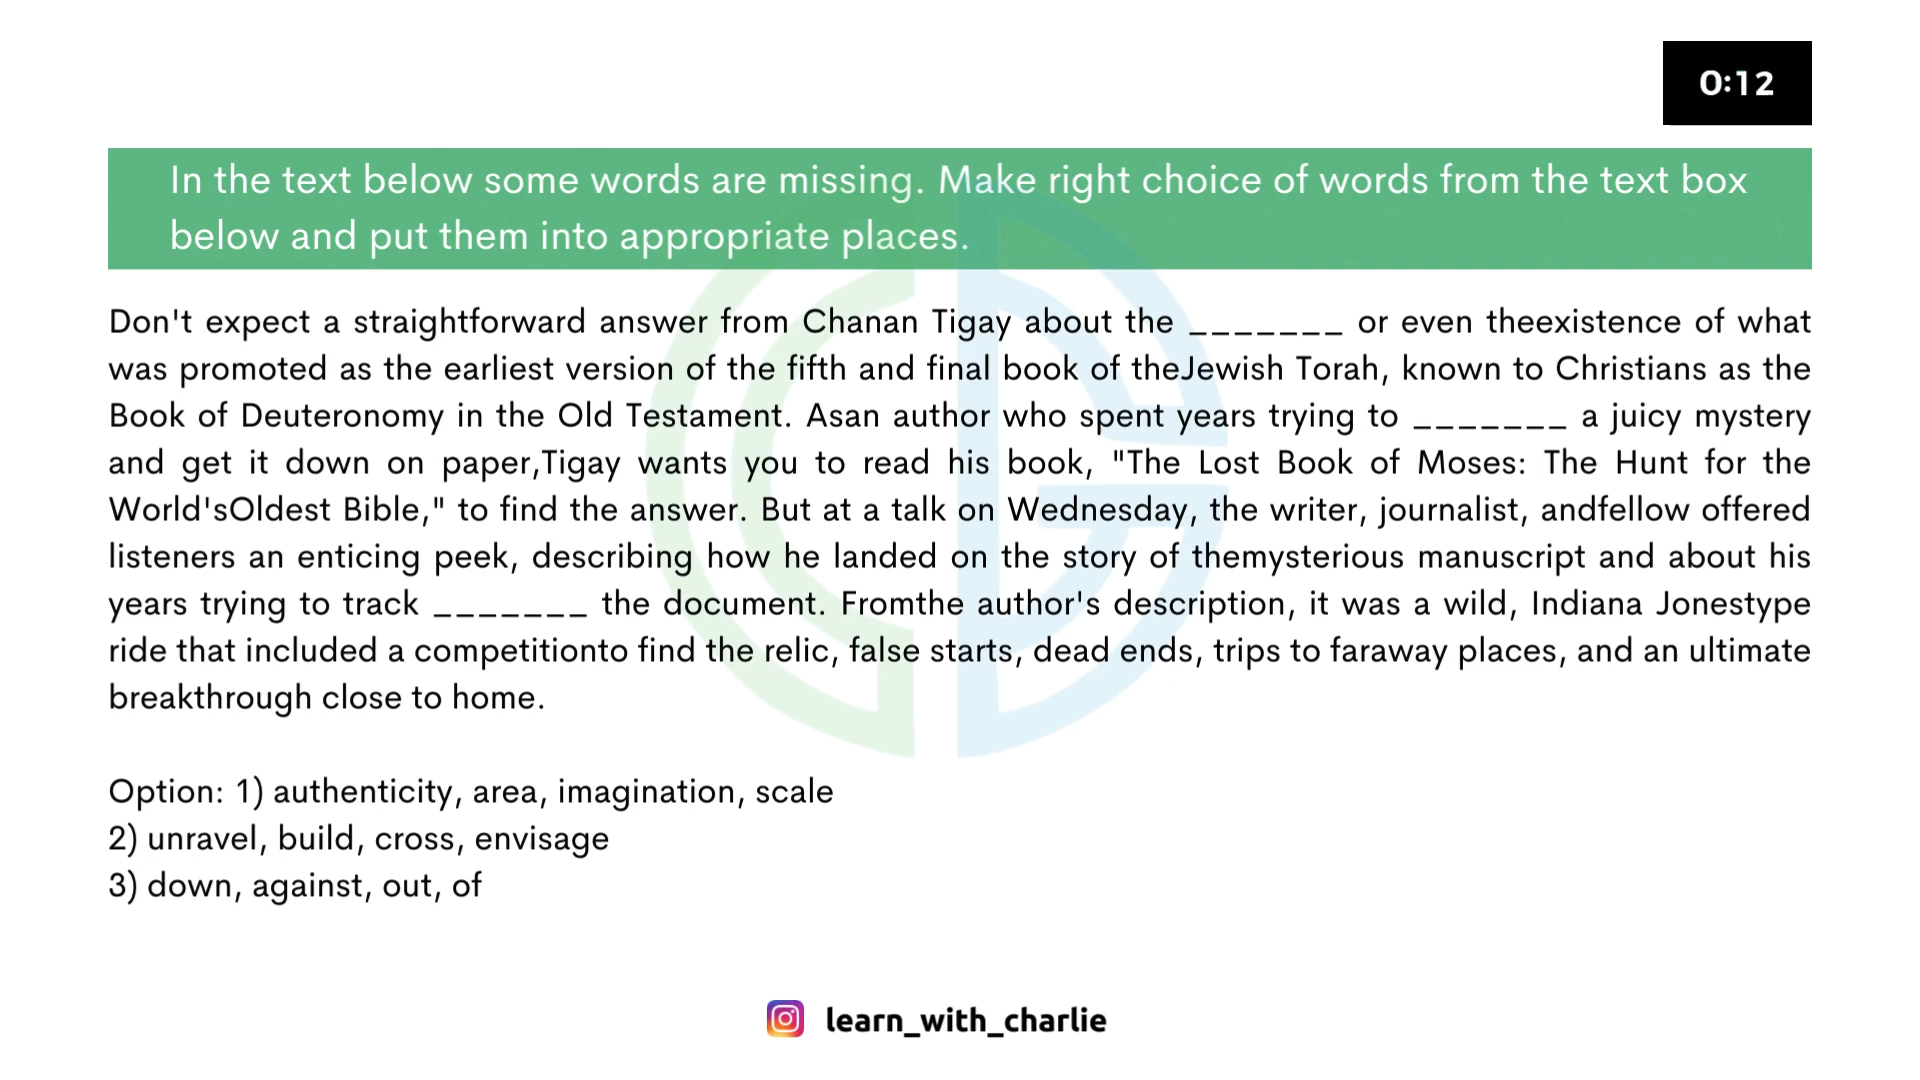 0:12
In the text below some words are missing. Make right choice of words from the text box
below and put them into appropriate places.
Don't expect a straightforward answer from Chanan Tigay about the _______ or even theexistence of what
was promoted as the earliest version of the fifth and final book of theJewish Torah, known to Christians as the
Book of Deuteronomy in the Old Testament. Asan author who spent years trying to _______ a juicy mystery
and get it down on paper,Tigay wants you to read his book, "The Lost Book of Moses: The Hunt for the
World'sOldest Bible," to find the answer. But at a talk on Wednesday, the writer, journalist, andfellow offered
listeners an enticing peek, describing how he landed on the story of themysterious manuscript and about his
years trying to track _______ the document. Fromthe author's description, it was a wild, Indiana Jonestype
ride that included a competitionto find the relic, false starts, dead ends, trips to faraway places, and an ultimate
breakthrough close to home.
Option: 1) authenticity, area, imagination, scale
2) unravel, build, cross, envisage
3) down, against, out, of
learn_with_charlie